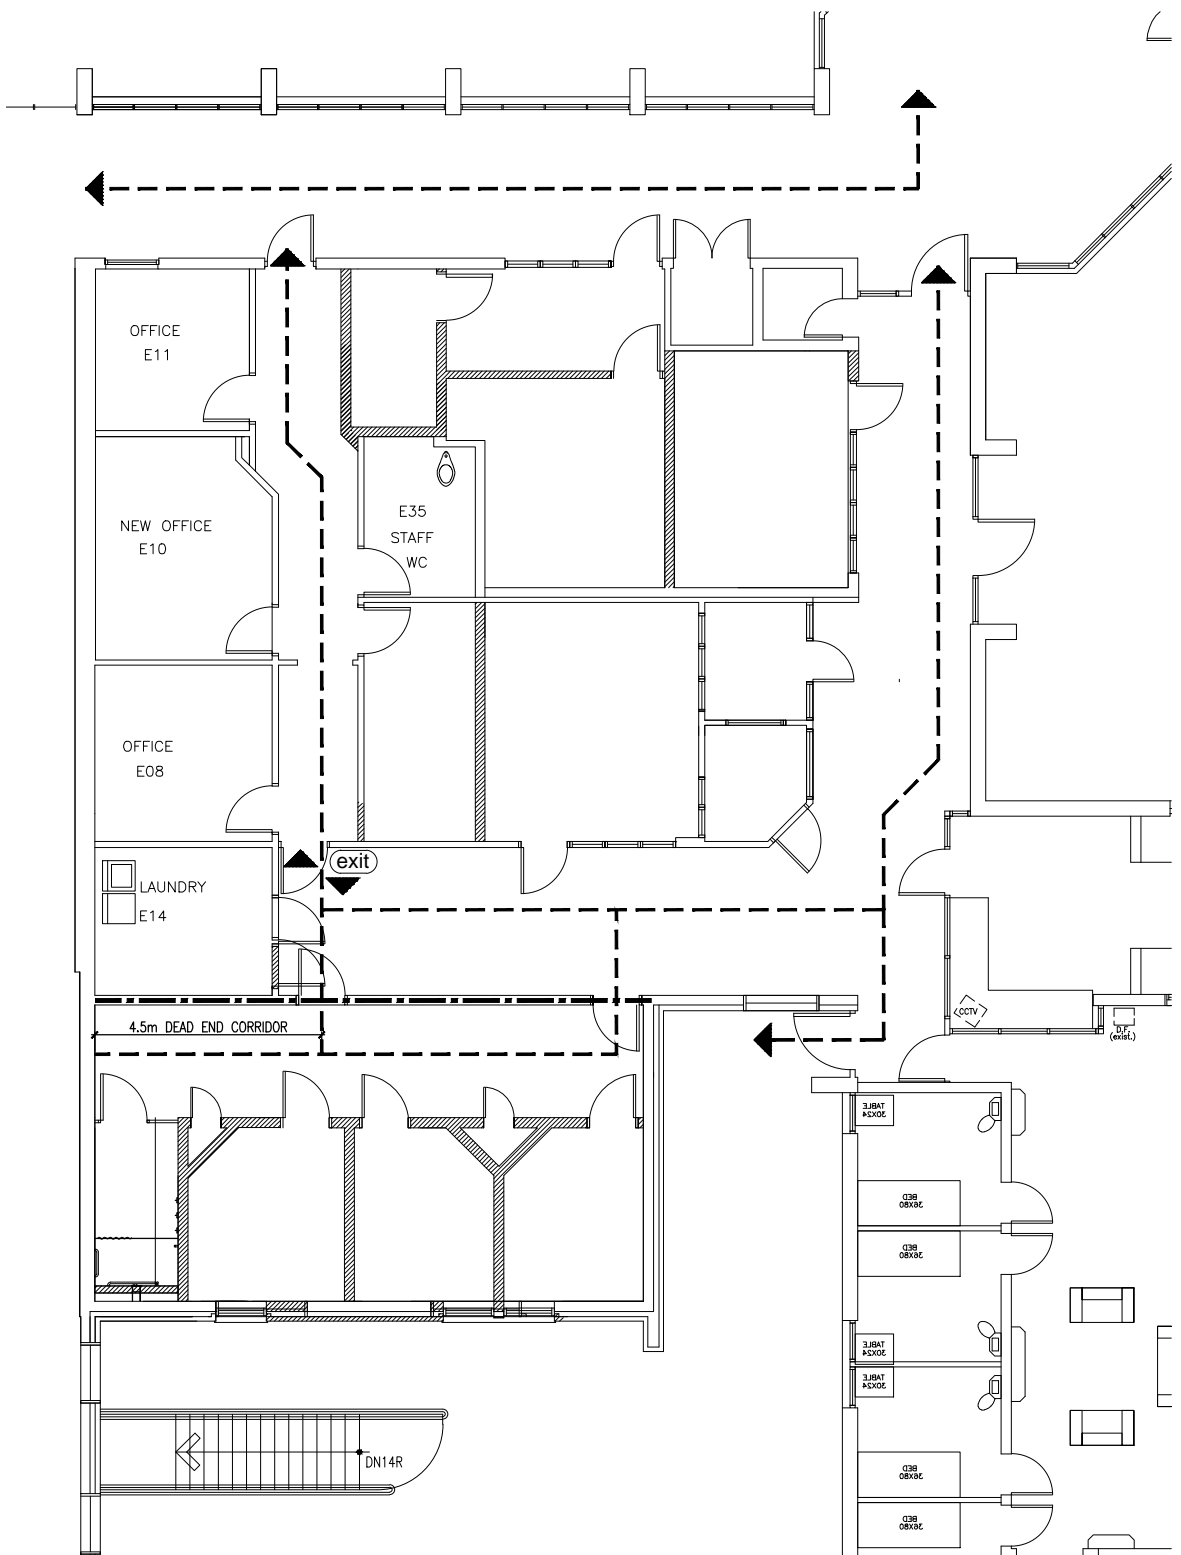 OFFICE
E11
NEW OFFICE
E10
E35
STAFF
WC
OFFICE
E08
exit
LAUNDRY
E14
4.5m DEAD END CORRIDOR
CCTV
D.F.
(exist.)
TABLE
30X24
BED
36X80
BED
36X80
TABLE
30X24
TABLE
30X24
BED
36X80
BED
36X80
DN14R